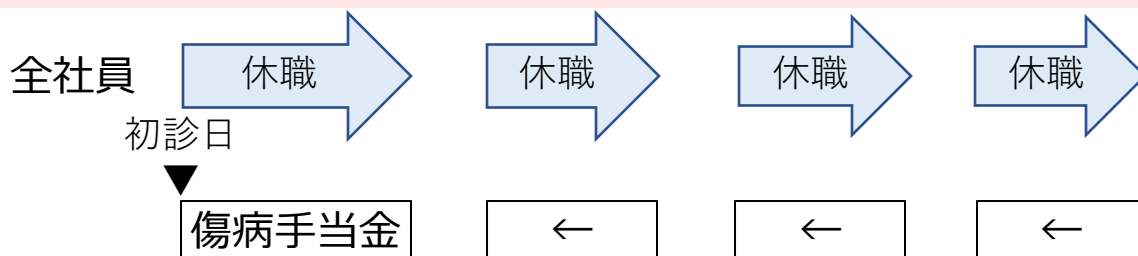 全社員 休職 休職 休職 休職
初診日
▼
傷病手当金 ← ← ←